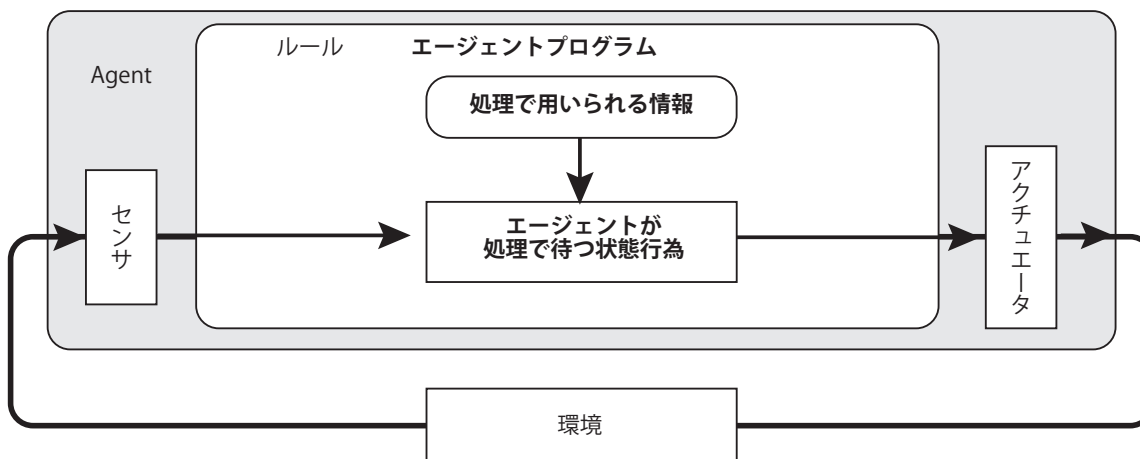 ルール エージェントプログラム
Agent
処理で用いられる情報
センサ
エージェントが
処理で待つ状態行為
アクチュエータ
環境